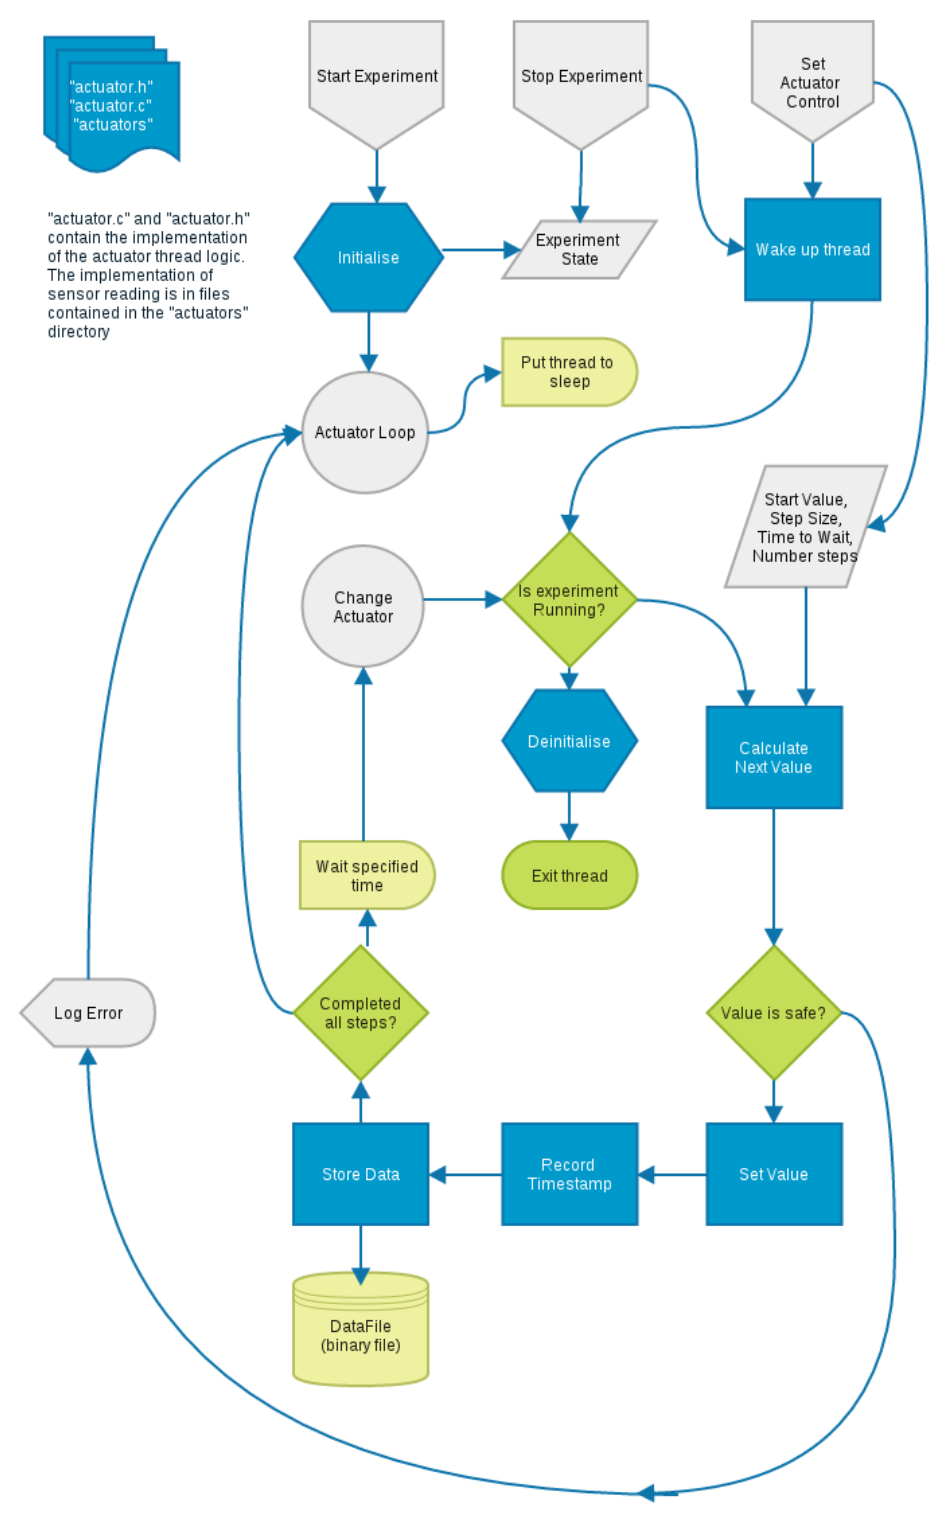 "actuator.h"
"actuator.c"
"actuators"
Start Experiment
Stop Experiment
Set
Actuator
Control
"actuator.c" and "actuator.h"
contain the implementation
of the actuator thread logic.
The implementation of
sensor reading is in files
contained in the "actuators"
directory
Initialise
Experiment
State
Wake up thread
Put thread to
sleep
Actuator Loop
Start Value,
Step Size,
Time to Wait,
Number steps
Change
Actuator
Is experiment
Running?
Deinitialise
Calculate
Next Value
Wait specified
time
Exit thread
Log Error
Completed
all steps?
Value is safe?
Store Data
Record
Timestamp
Set Value
DataFile
(binary file)